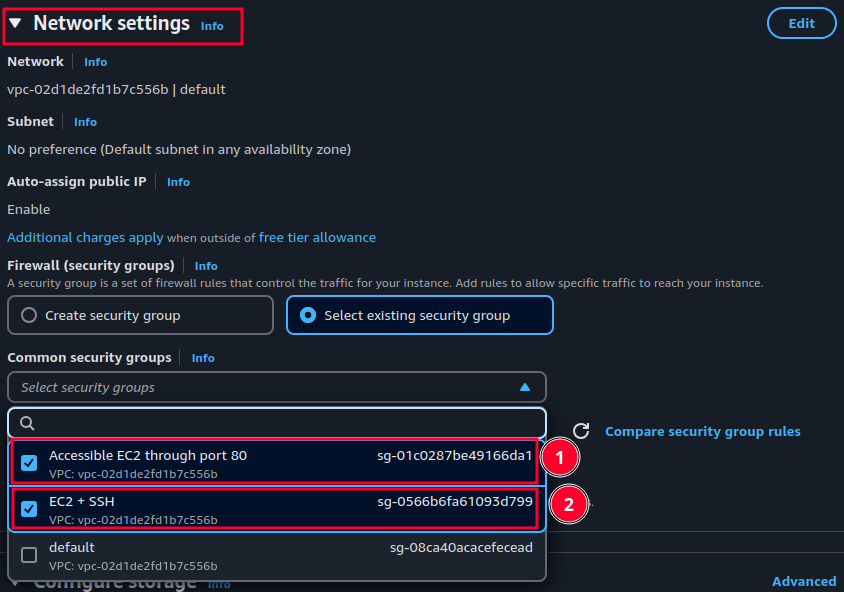 Network settings Info
Edit
Network Info
vpc-02d1de2fd1b7c556b | default
Subnet Info
No preference (Default subnet in any availability zone)
Auto-assign public IP Info
Enable
Additional charges apply when outside of free tier allowance
Firewall (security groups) Info
A security group is a set of firewall rules that control the traffic for your instance. Add rules to allow specific traffic to reach your instance.
Create security group
Select existing security group
Common security groups Info
Select security groups
Compare security group rules
Accessible EC2 through port 80 sg-01c0287be49166da1
VPC: vpc-02d1de2fd1b7c556b
1
EC2 + SSH sg-0566b6fa61093d799
VPC: vpc-02d1de2fd1b7c556b
2
default sg-08ca40acacefecead
VPC: vpc-02d1de2fd1b7c556b
Configure storage Info
Advanced